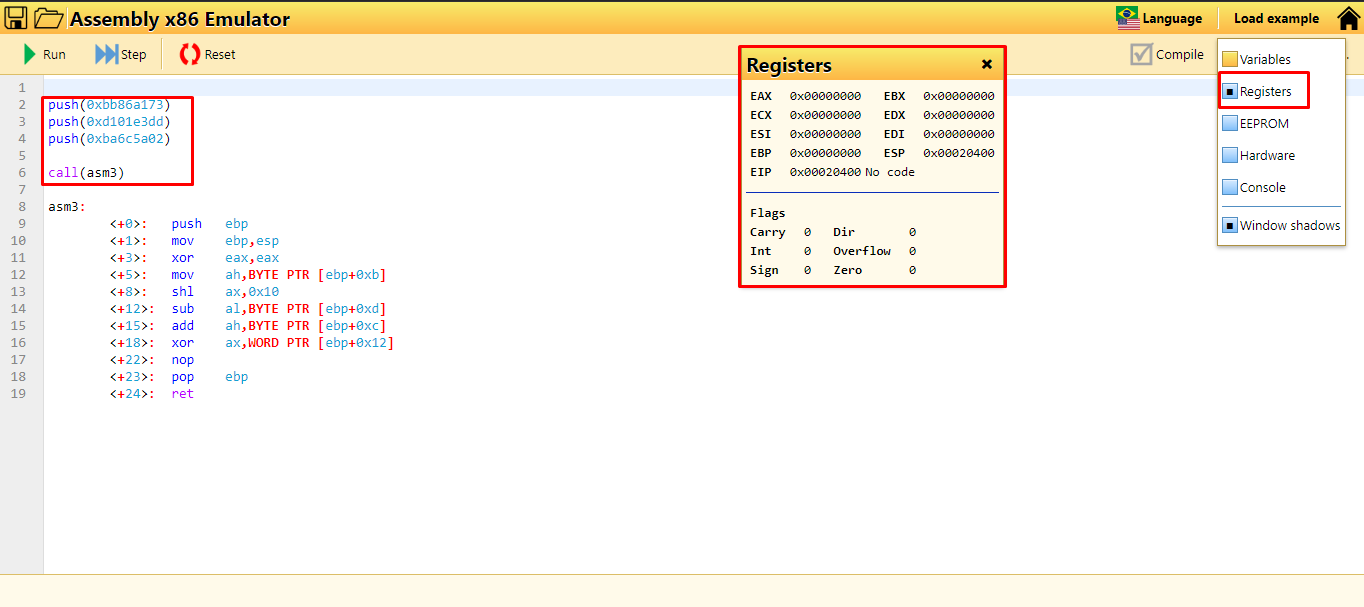 Assembly x86 Emulator
Language
Load example
Run
Step
Reset
Compile
1
2 push(0xbb86a173)
3 push(0xd101e3dd)
4 push(0xba6c5a02)
5
6 call(asm3)
7
8 asm3:
9 <+0>: push ebp
10 <+1>: mov ebp,esp
11 <+3>: xor eax,eax
12 <+5>: mov ah,BYTE PTR [ebp+0xb]
13 <+8>: shl ax,0x10
14 <+12>: sub al,BYTE PTR [ebp+0xd]
15 <+15>: add ah,BYTE PTR [ebp+0xc]
16 <+18>: xor ax,WORD PTR [ebp+0x12]
17 <+22>: nop
18 <+23>: pop ebp
19 <+24>: ret
Registers
EAX 0x00000000 EBX 0x00000000
ECX 0x00000000 EDX 0x00000000
ESI 0x00000000 EDI 0x00000000
EBP 0x00000000 ESP 0x00020400
EIP 0x00020400 No code
Flags
Carry 0 Dir 0
Int 0 Overflow 0
Sign 0 Zero 0
Variables
Registers
EEPROM
Hardware
Console
Window shadows